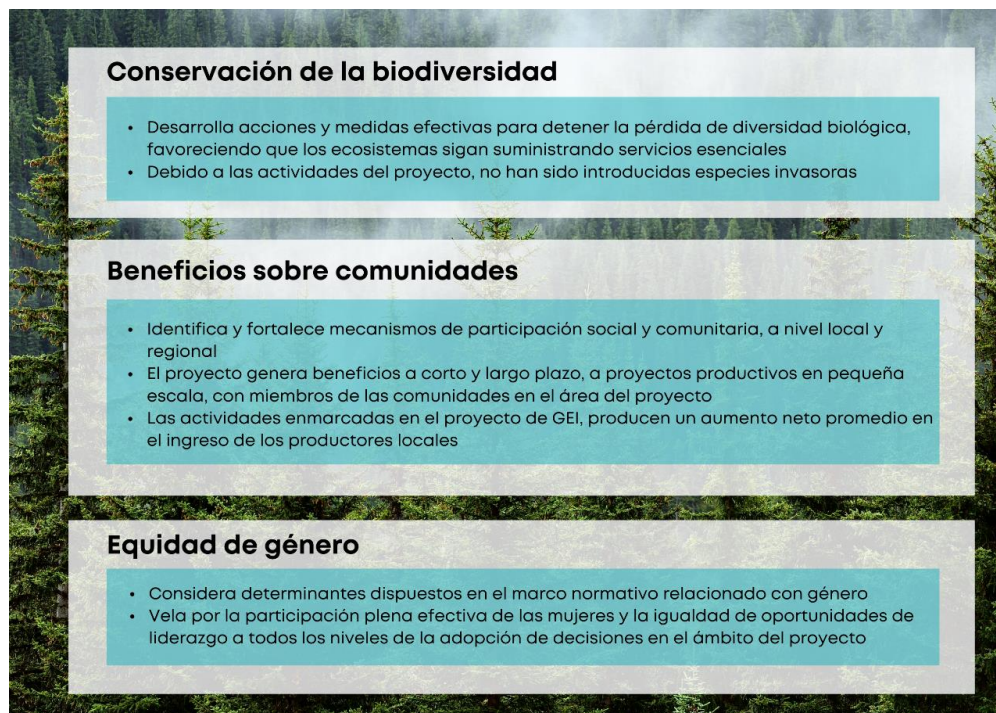 Conservación de la biodiversidad
• Desarrolla acciones y medidas efectivas para detener la pérdida de diversidad biológica,
favoreciendo que los ecosistemas sigan suministrando servicios esenciales
• Debido a las actividades del proyecto, no han sido introducidas especies invasoras
Beneficios sobre comunidades
• Identifica y fortalece mecanismos de participación social y comunitaria, a nivel local y
regional
• El proyecto genera beneficios a corto y largo plazo, a proyectos productivos en pequeña
escala, con miembros de las comunidades en el área del proyecto
• Las actividades enmarcadas en el proyecto de GEI, producen un aumento neto promedio en
el ingreso de los productores locales
Equidad de género
• Considera determinantes dispuestos en el marco normativo relacionado con género
• Vela por la participación plena efectiva de las mujeres y la igualdad de oportunidades de
liderazgo a todos los niveles de la adopción de decisiones en el ámbito del proyecto